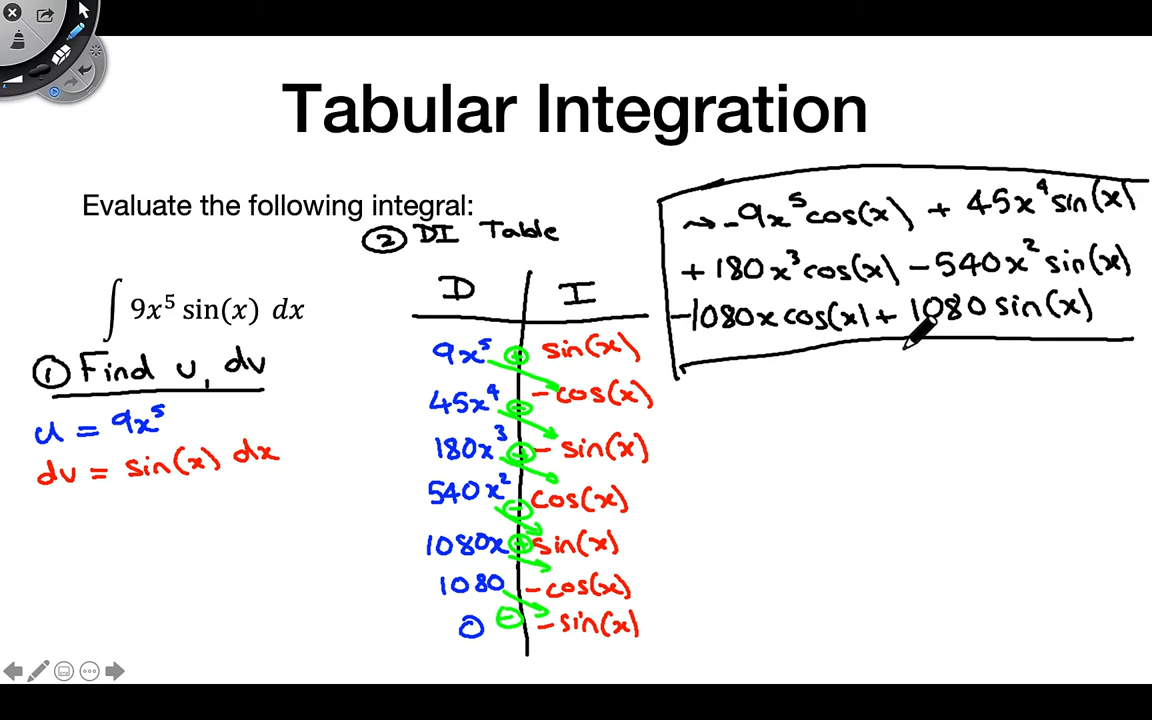 Tabular Integration
Evaluate the following integral:
∫ 9x⁵ sin(x) dx
① Find u, dv
u = 9x⁵
dv = sin(x) dx
② DI Table
D I
9x⁵ + sin(x)
45x⁴ − −cos(x)
180x³ + −sin(x)
540x² − cos(x)
1080x + sin(x)
1080 −cos(x)
0 − −sin(x)
→ −9x⁵cos(x) + 45x⁴sin(x)
+ 180x³cos(x) − 540x²sin(x)
−1080x cos(x) + 1080 sin(x)